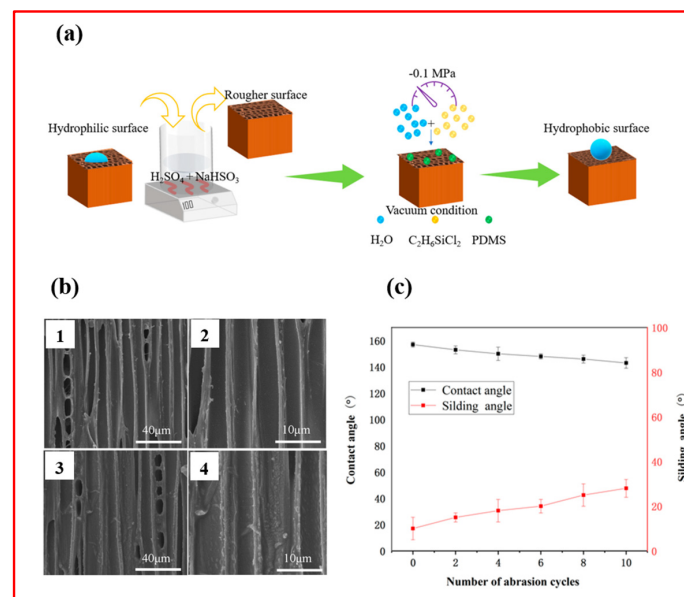 (a)
-0.1 MPa
Rougher surface
Hydrophilic surface
Hydrophobic surface
H₂SO₄+NaHSO₃
100
+
Vacuum condition
H₂O C₂H₆SiCl₂ PDMS
(b)
1
2
40μm
10μm
3
4
40μm
10μm
(c)
160
140
120
100
80
60
40
20
0
Contact angle (°)
Contact angle
Silding angle
100
80
60
40
20
0
Silding angle (°)
0 2 4 6 8 10
Number of abrasion cycles